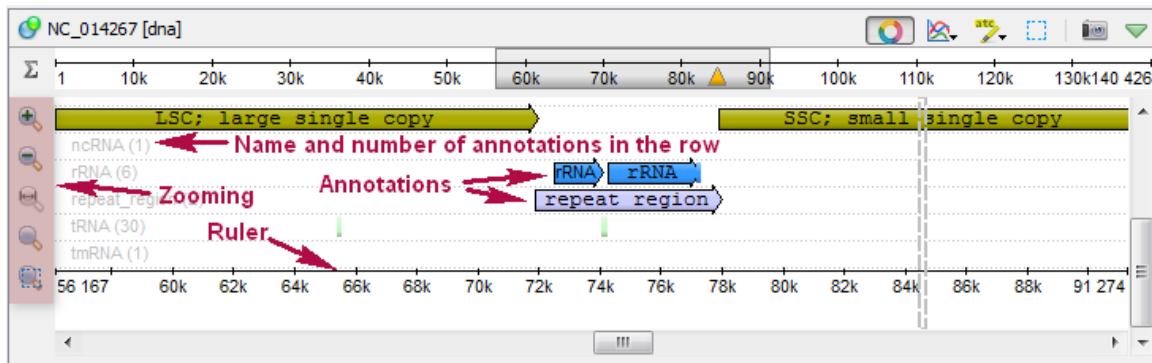 NC_014267 [dna]
atc
Σ
1 10k 20k 30k 40k 50k 60k 70k 80k 90k 100k 110k 120k 130k140 426
LSC; large single copy SSC; small single copy
ncRNA (1) Name and number of annotations in the row
rRNA (6) Annotations rRNA rRNA
Zooming
repeat_region repeat region
tRNA (30) Ruler
tmRNA (1)
56 167 60k 62k 64k 66k 68k 70k 72k 74k 76k 78k 80k 82k 84k 86k 88k 91 274